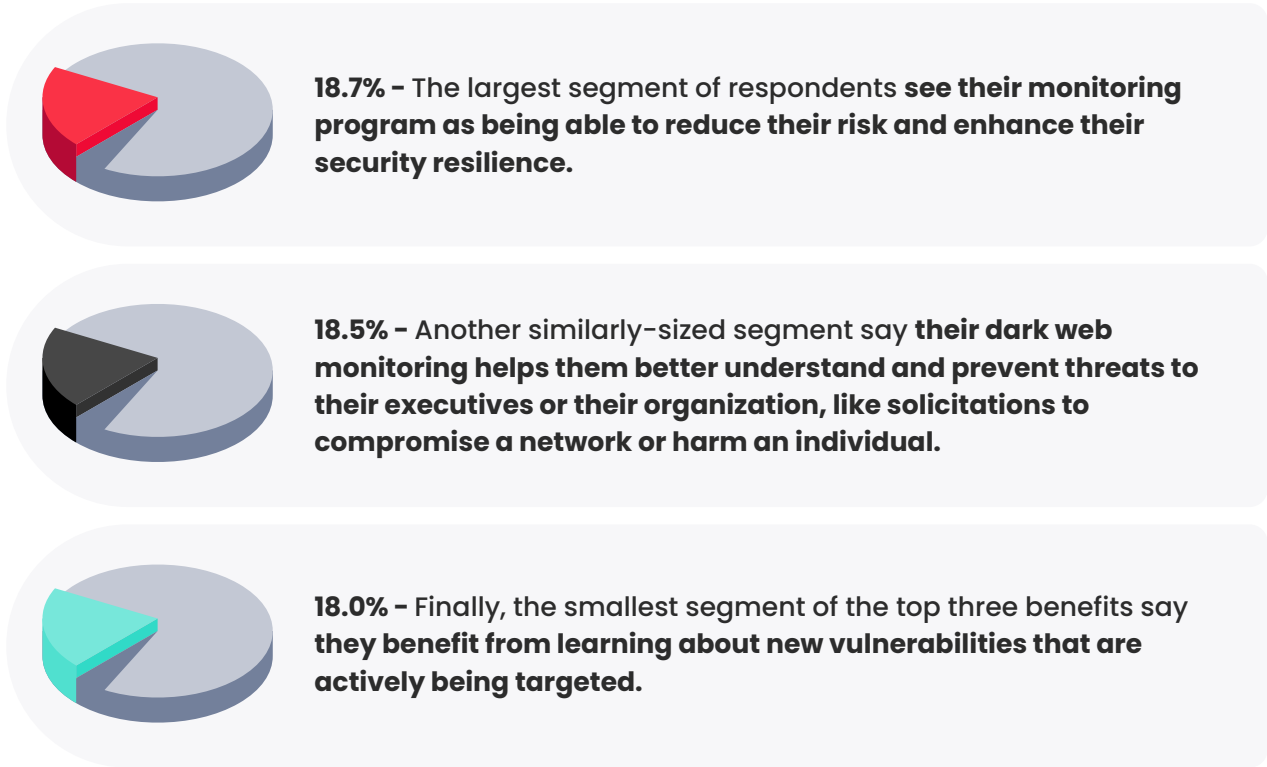 18.7% - The largest segment of respondents see their monitoring
program as being able to reduce their risk and enhance their
security resilience.
18.5% - Another similarly-sized segment say their dark web
monitoring helps them better understand and prevent threats to
their executives or their organization, like solicitations to
compromise a network or harm an individual.
18.0% - Finally, the smallest segment of the top three benefits say
they benefit from learning about new vulnerabilities that are
actively being targeted.